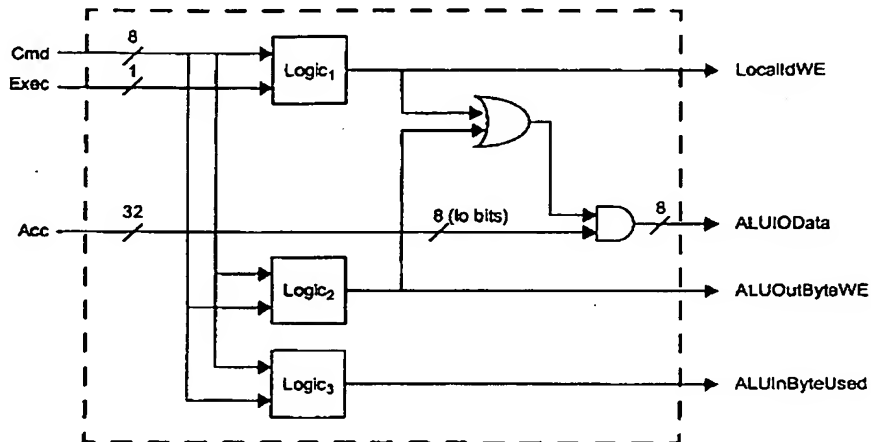 Cmd
8
Logic1
LocalIdWE
Exec
1
Acc
32
8 (lo bits)
8
ALUIOData
Logic2
ALUOutByteWE
Logic3
ALUInByteUsed